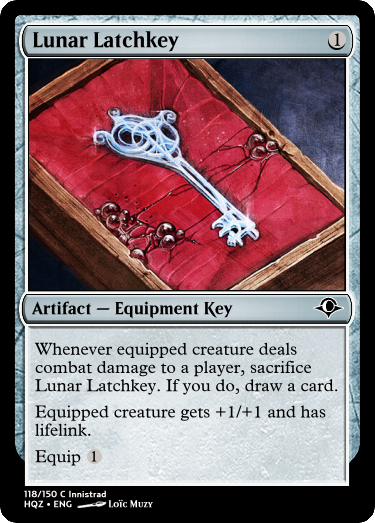 Lunar Latchkey 1
Artifact — Equipment Key
Whenever equipped creature deals
combat damage to a player, sacrifice
Lunar Latchkey. If you do, draw a card.
Equipped creature gets +1/+1 and has
lifelink.
Equip 1
118/150 C Innistrad
HQZ • ENG Loïc Muzy